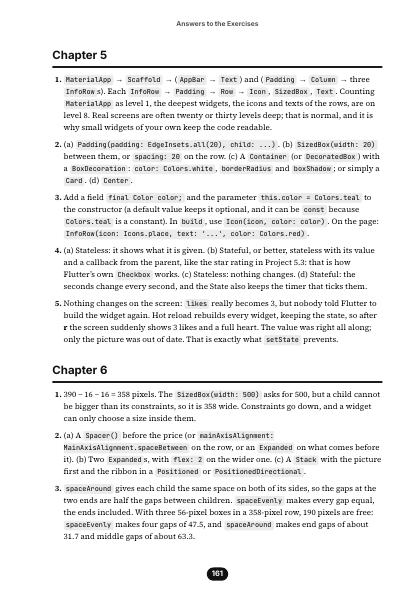 Answers to the Exercises
Chapter 5
1. MaterialApp → Scaffold → (AppBar → Text) and (Padding → Column → three
InfoRow s). Each InfoRow → Padding → Row → Icon, SizedBox, Text. Counting
MaterialApp as level 1, the deepest widgets, the icons and texts of the rows, are on
level 8. Real screens are often twenty or thirty levels deep; that is normal, and it is
why small widgets of your own keep the code readable.
2. (a) Padding(padding: EdgeInsets.all(20), child: ...). (b) SizedBox(width: 20)
between them, or spacing: 20 on the row. (c) A Container (or DecoratedBox) with
a BoxDecoration: color: Colors.white, borderRadius and boxShadow; or simply a
Card. (d) Center.
3. Add a field final Color color; and the parameter this.color = Colors.teal to
the constructor (a default value keeps it optional, and it can be const because
Colors.teal is a constant). In build, use Icon(icon, color: color). On the page:
InfoRow(icon: Icons.place, text: '...', color: Colors.red).
4. (a) Stateless: it shows what it is given. (b) Stateful, or better, stateless with its value
and a callback from the parent, like the star rating in Project 5.3: that is how
Flutter's own Checkbox works. (c) Stateless: nothing changes. (d) Stateful: the
seconds change every second, and the State also keeps the timer that ticks them.
5. Nothing changes on the screen: likes really becomes 3, but nobody told Flutter to
build the widget again. Hot reload rebuilds every widget, keeping the state, so after
r the screen suddenly shows 3 likes and a full heart. The value was right all along;
only the picture was out of date. That is exactly what setState prevents.
Chapter 6
1. 390 − 16 − 16 = 358 pixels. The SizedBox(width: 500) asks for 500, but a child cannot
be bigger than its constraints, so it is 358 wide. Constraints go down, and a widget
can only choose a size inside them.
2. (a) A Spacer() before the price (or mainAxisAlignment:
MainAxisAlignment.spaceBetween on the row, or an Expanded on what comes before
it). (b) Two Expanded s, with flex: 2 on the wider one. (c) A Stack with the picture
first and the ribbon in a Positioned or PositionedDirectional.
3. spaceAround gives each child the same space on both of its sides, so the gaps at the
two ends are half the gaps between children. spaceEvenly makes every gap equal,
the ends included. With three 56-pixel boxes in a 358-pixel row, 190 pixels are free:
spaceEvenly makes four gaps of 47.5, and spaceAround makes end gaps of about
31.7 and middle gaps of about 63.3.
161